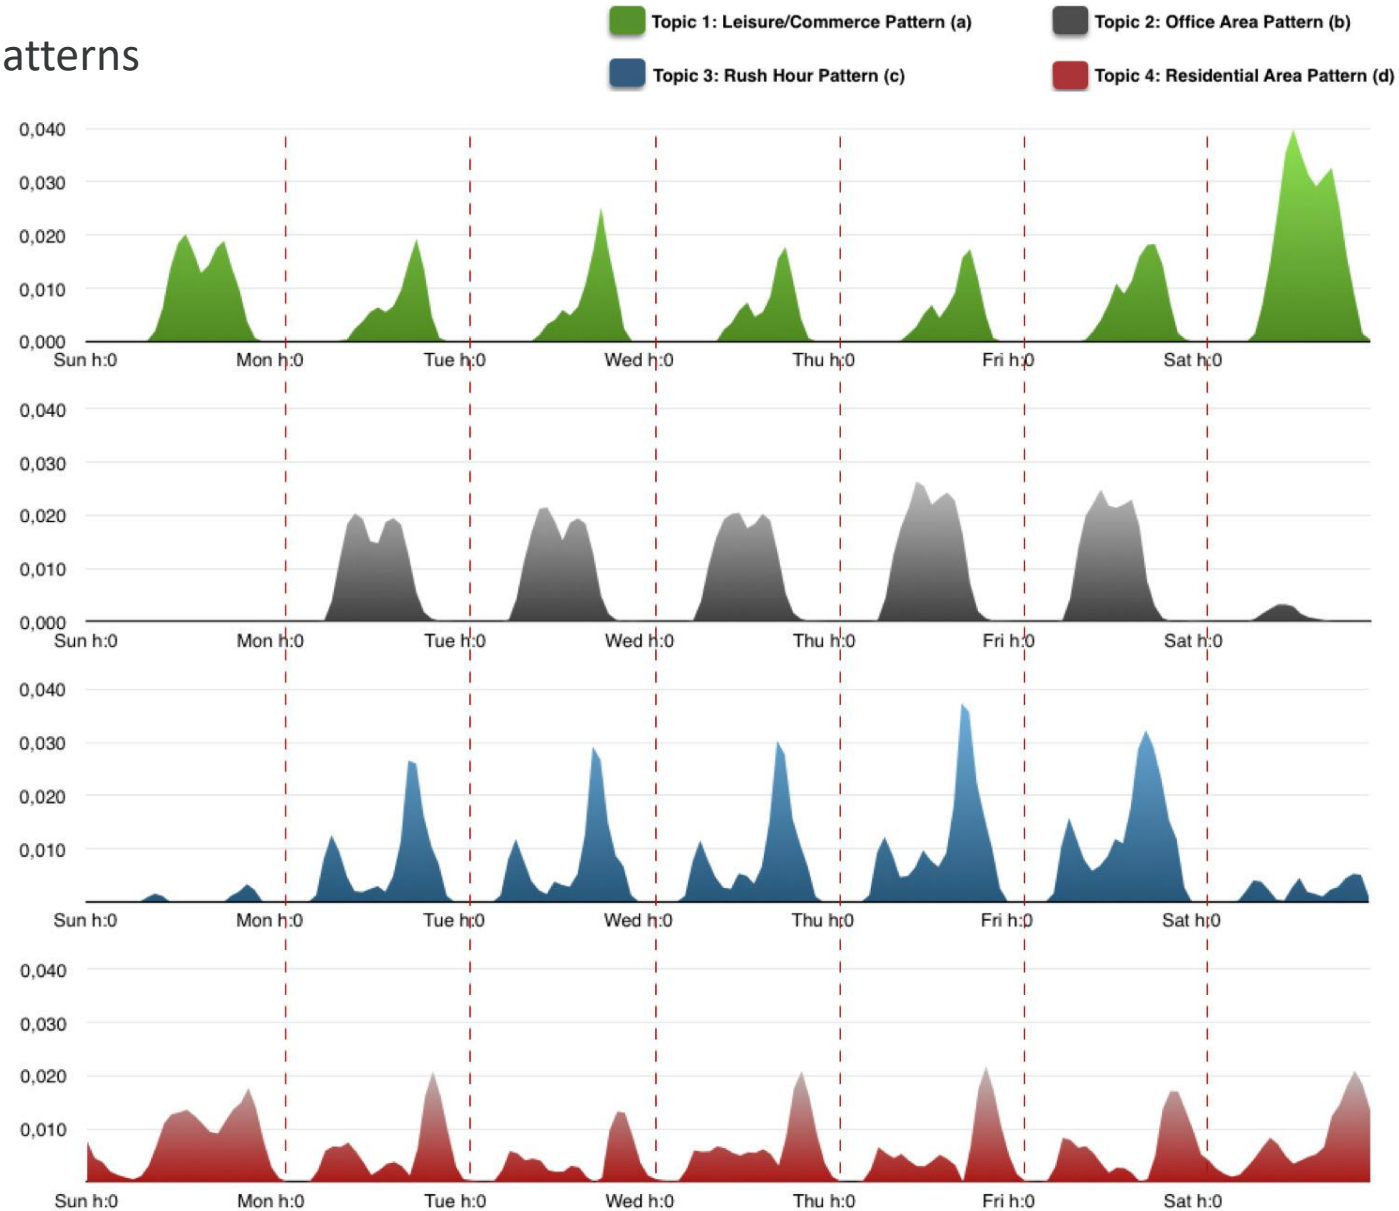 atterns
Topic 1: Leisure/Commerce Pattern (a)
Topic 2: Office Area Pattern (b)
Topic 3: Rush Hour Pattern (c)
Topic 4: Residential Area Pattern (d)
0,040
0,030
0,020
0,010
0,000
Sun h:0 Mon h:0 Tue h:0 Wed h:0 Thu h:0 Fri h:0 Sat h:0
0,040
0,030
0,020
0,010
0,000
Sun h:0 Mon h:0 Tue h:0 Wed h:0 Thu h:0 Fri h:0 Sat h:0
0,040
0,030
0,020
0,010
Sun h:0 Mon h:0 Tue h:0 Wed h:0 Thu h:0 Fri h:0 Sat h:0
0,040
0,030
0,020
0,010
Sun h:0 Mon h:0 Tue h:0 Wed h:0 Thu h:0 Fri h:0 Sat h:0